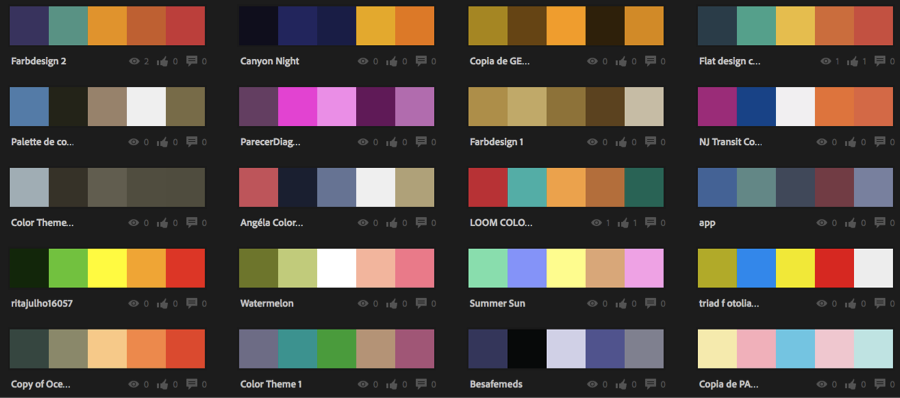 Farbdesign 2 2 0 0
Canyon Night 0 0 0
Copia de GE... 0 0 0
Flat design c... 1 1 0
Palette de co... 0 0 0
ParecerDiag... 0 0 0
Farbdesign 1 0 0 0
NJ Transit Co... 0 0 0
Color Theme... 0 0 0
Angéla Color... 0 0 0
LOOM COLO... 1 1 0
app 0 0 0
ritajulho16057 0 0 0
Watermelon 0 0 0
Summer Sun 0 0 0
triad f otolla... 0 0 0
Copy of Oce... 0 0 0
Color Theme 1 0 0 0
Besafemeds 0 0 0
Copia de PA... 0 0 0